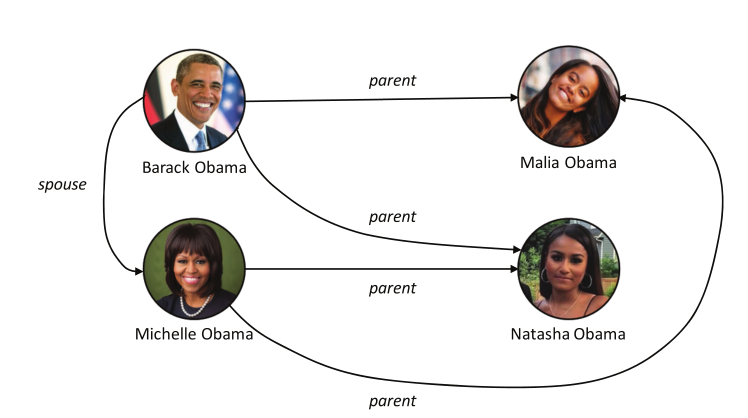 parent
Barack Obama
Malia Obama
spouse
parent
parent
Michelle Obama
Natasha Obama
parent